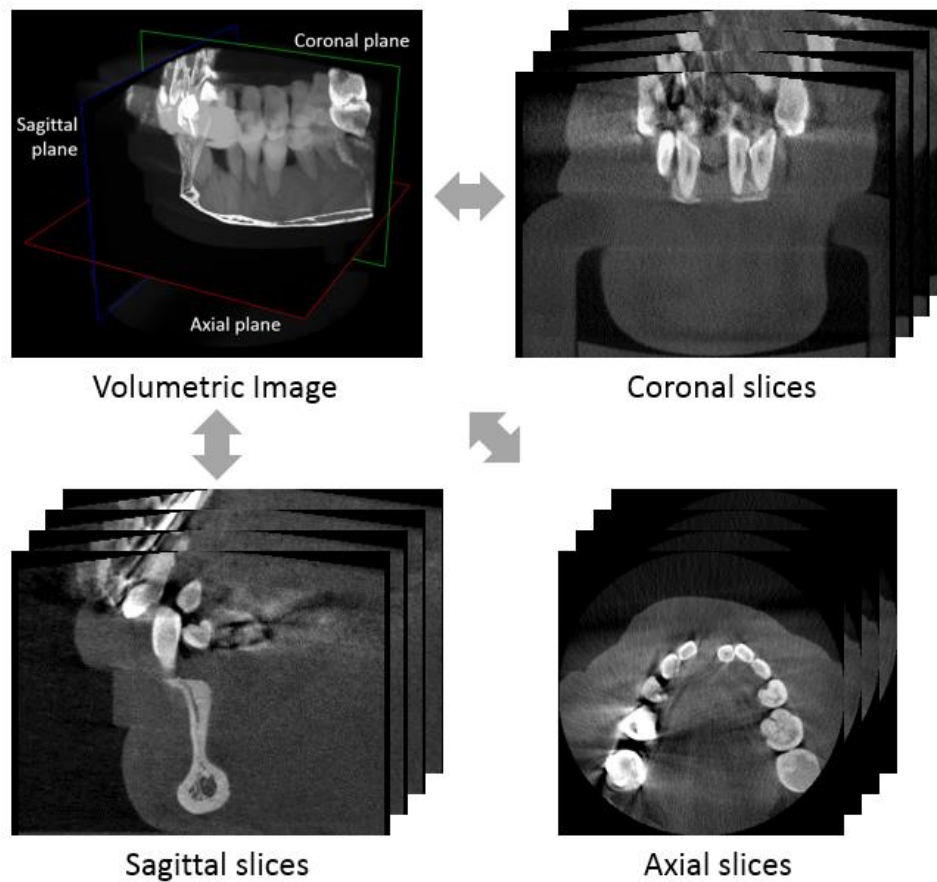 Coronal plane
Sagittal
plane
Axial plane
Volumetric Image
Coronal slices
Sagittal slices
Axial slices